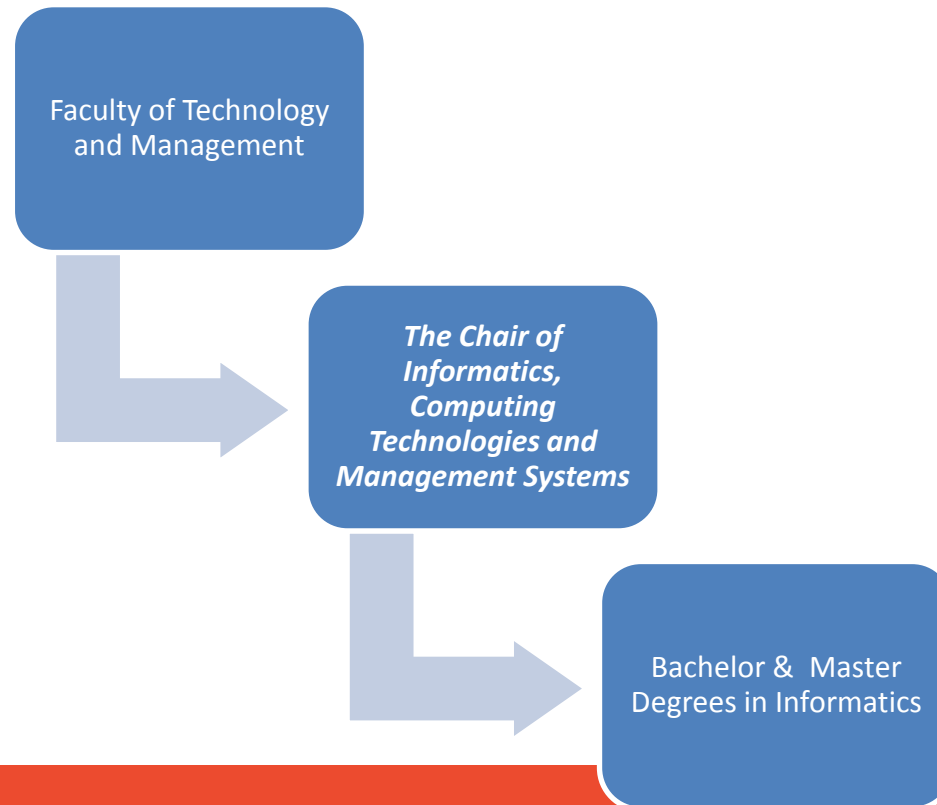 Faculty of Technology
and Management
The Chair of
Informatics,
Computing
Technologies and
Management Systems
Bachelor &  Master
Degrees in Informatics